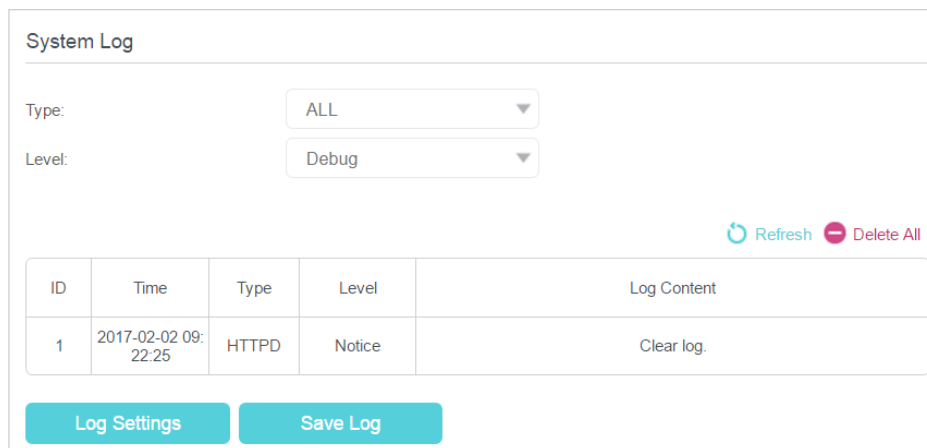 System Log
Type: ALL
Level: Debug
Refresh Delete All
ID Time Type Level Log Content
1 2017-02-02 09:22:25 HTTPD Notice Clear log.
Log Settings Save Log